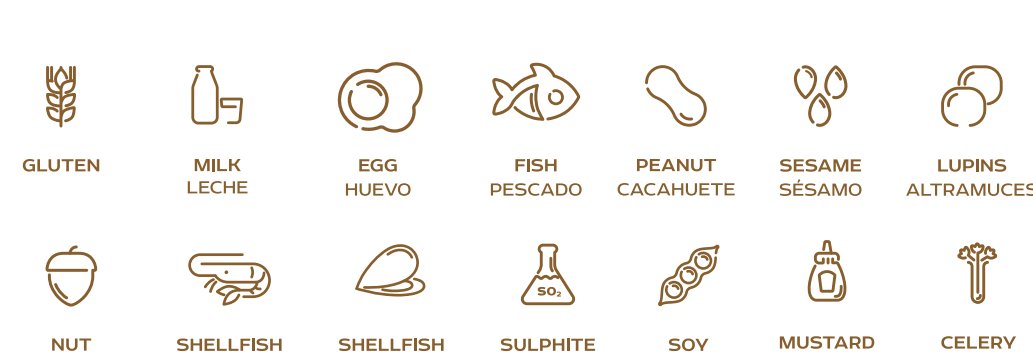 GLUTEN
MILK
LECHE
EGG
HUEVO
FISH
PESCADO
PEANUT
CACAHUETE
SESAME
SÉSAMO
LUPINS
ALTRAMUCES
NUT
SHELLFISH
SHELLFISH
SO₂
SULPHITE
SOY
MUSTARD
CELERY